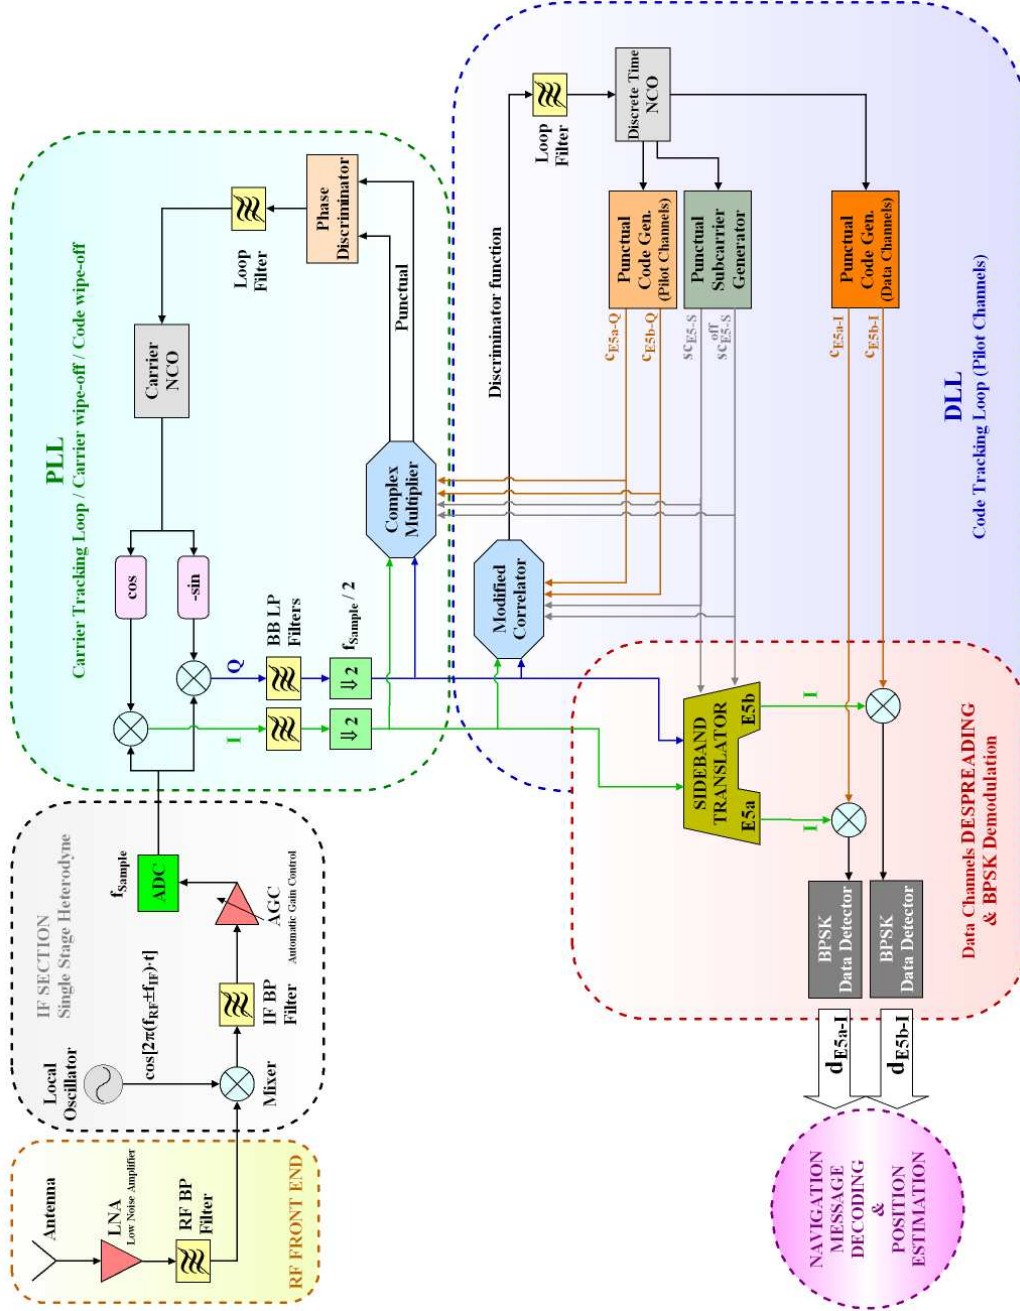 RF FRONT END
Antenna
LNA
Low Noise Amplifier
RF BP
Filter
IF SECTION
Single Stage Heterodyne
Local
Oscillator
cos[2π(fRF±fIF)·t]
Mixer
IF BP
Filter
AGC
Automatic Gain Control
fSample
ADC
PLL
Carrier Tracking Loop / Carrier wipe-off / Code wipe-off
cos
-sin
Carrier
NCO
Loop
Filter
Phase
Discriminator
Punctual
Complex
Multiplier
I
Q
BB LP
Filters
⇓2
⇓2
fSample / 2
DLL
Code Tracking Loop (Pilot Channels)
Modified
Correlator
Discriminator function
Loop
Filter
Discrete Time
NCO
Punctual
Code Gen.
(Pilot Channels)
Punctual
Subcarrier
Generator
Punctual
Code Gen.
(Data Channels)
cE5a-Q
cE5b-Q
scE5-S
scoffE5-S
cE5a-I
cE5b-I
SIDEBAND
TRANSLATOR
E5a
E5b
I
I
Data Channels DESPREADING
& BPSK Demodulation
BPSK
Data Detector
BPSK
Data Detector
dE5a-I
dE5b-I
NAVIGATION
MESSAGE
DECODING
&
POSITION
ESTIMATION